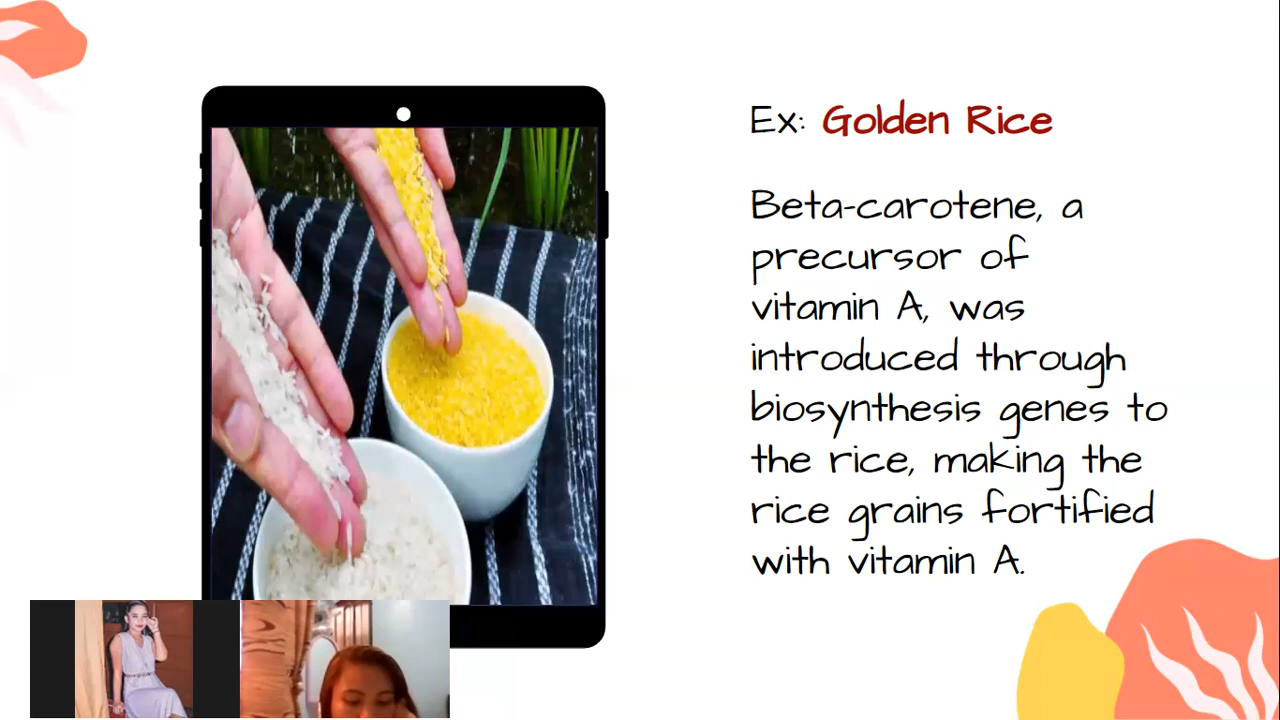 Ex: Golden Rice
Beta-carotene, a
precursor of
vitamin A, was
introduced through
biosynthesis genes to
the rice, making the
rice grains fortified
with vitamin A.